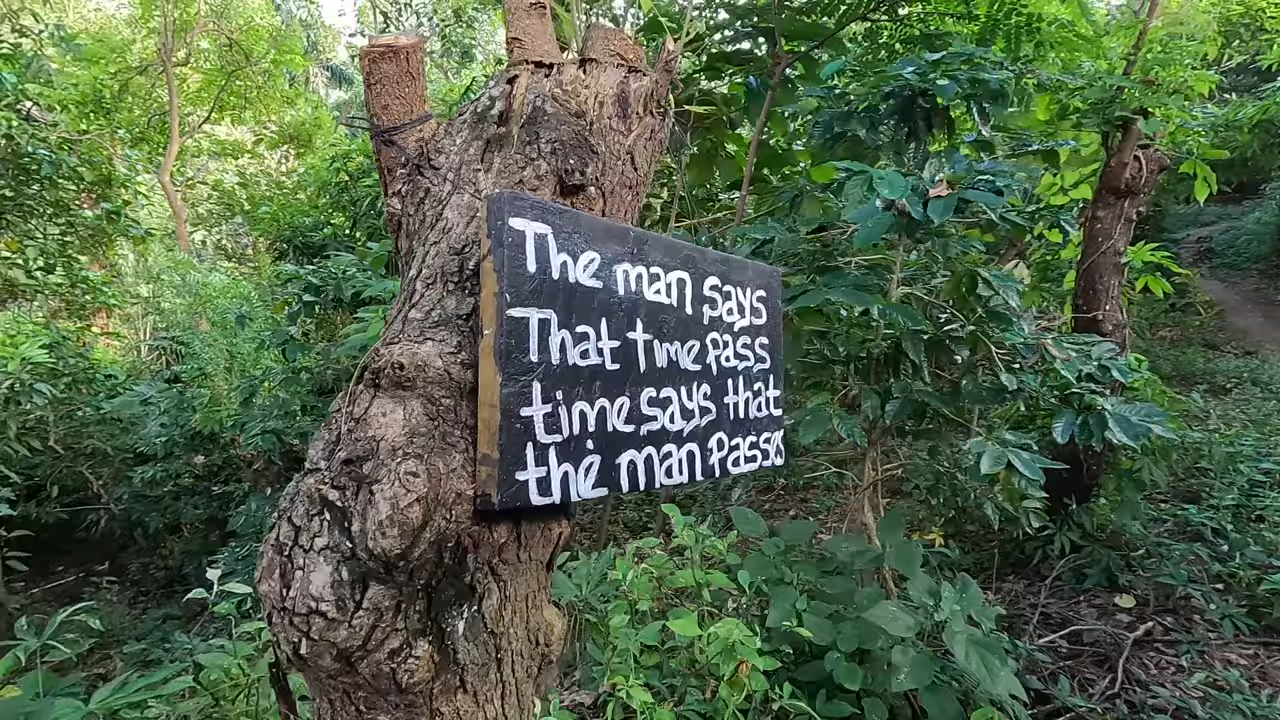 The man says
That time pass
time says that
the man passes